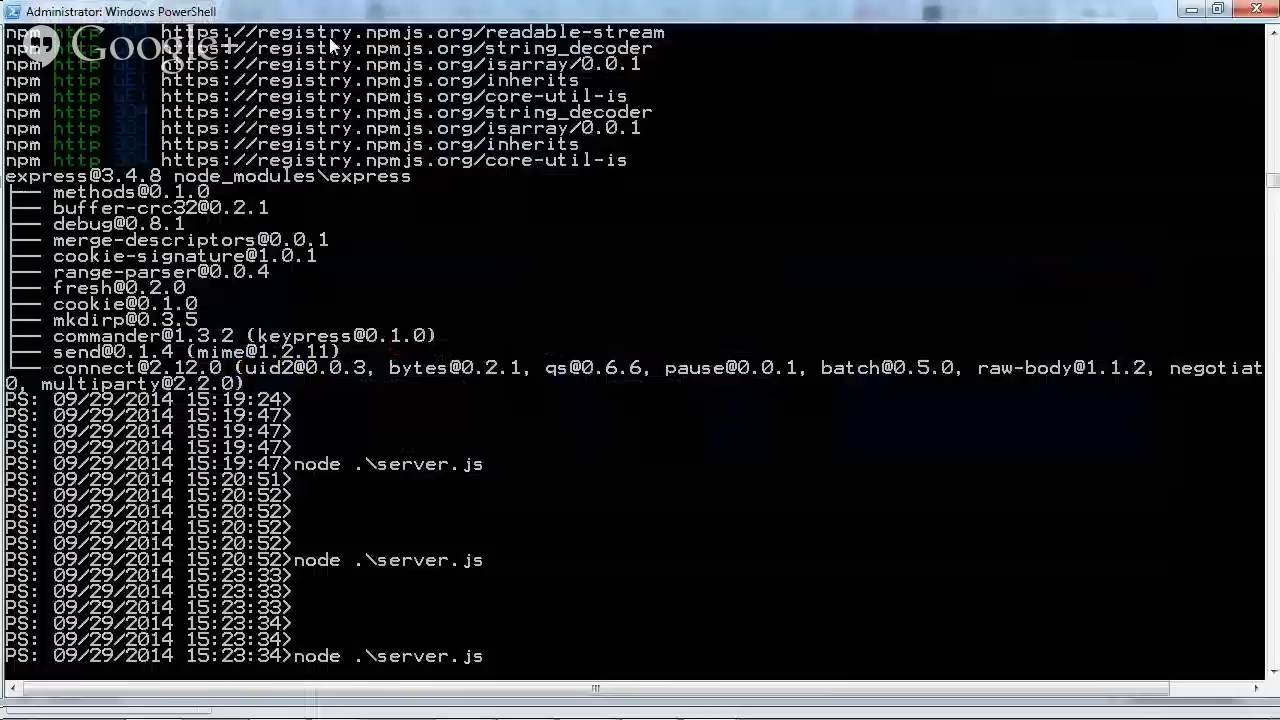 Administrator: Windows PowerShell
Google+
npm http https://registry.npmjs.org/readable-stream
npm http https://registry.npmjs.org/string_decoder
npm http GET https://registry.npmjs.org/isarray/0.0.1
npm http GET https://registry.npmjs.org/inherits
npm http GET https://registry.npmjs.org/core-util-is
npm http 304 https://registry.npmjs.org/string_decoder
npm http 304 https://registry.npmjs.org/isarray/0.0.1
npm http 304 https://registry.npmjs.org/inherits
npm http 304 https://registry.npmjs.org/core-util-is
express@3.4.8 node_modules\express
methods@0.1.0
buffer-crc32@0.2.1
debug@0.8.1
merge-descriptors@0.0.1
cookie-signature@1.0.1
range-parser@0.0.4
fresh@0.2.0
cookie@0.1.0
mkdirp@0.3.5
commander@1.3.2 (keypress@0.1.0)
send@0.1.4 (mime@1.2.11)
connect@2.12.0 (uid2@0.0.3, bytes@0.2.1, qs@0.6.6, pause@0.0.1, batch@0.5.0, raw-body@1.1.2, negotiat
0, multiparty@2.2.0)
PS: 09/29/2014 15:19:24>
PS: 09/29/2014 15:19:47>
PS: 09/29/2014 15:19:47>
PS: 09/29/2014 15:19:47>
PS: 09/29/2014 15:19:47>node .\server.js
PS: 09/29/2014 15:20:51>
PS: 09/29/2014 15:20:52>
PS: 09/29/2014 15:20:52>
PS: 09/29/2014 15:20:52>
PS: 09/29/2014 15:20:52>
PS: 09/29/2014 15:20:52>node .\server.js
PS: 09/29/2014 15:23:33>
PS: 09/29/2014 15:23:33>
PS: 09/29/2014 15:23:33>
PS: 09/29/2014 15:23:34>
PS: 09/29/2014 15:23:34>
PS: 09/29/2014 15:23:34>node .\server.js